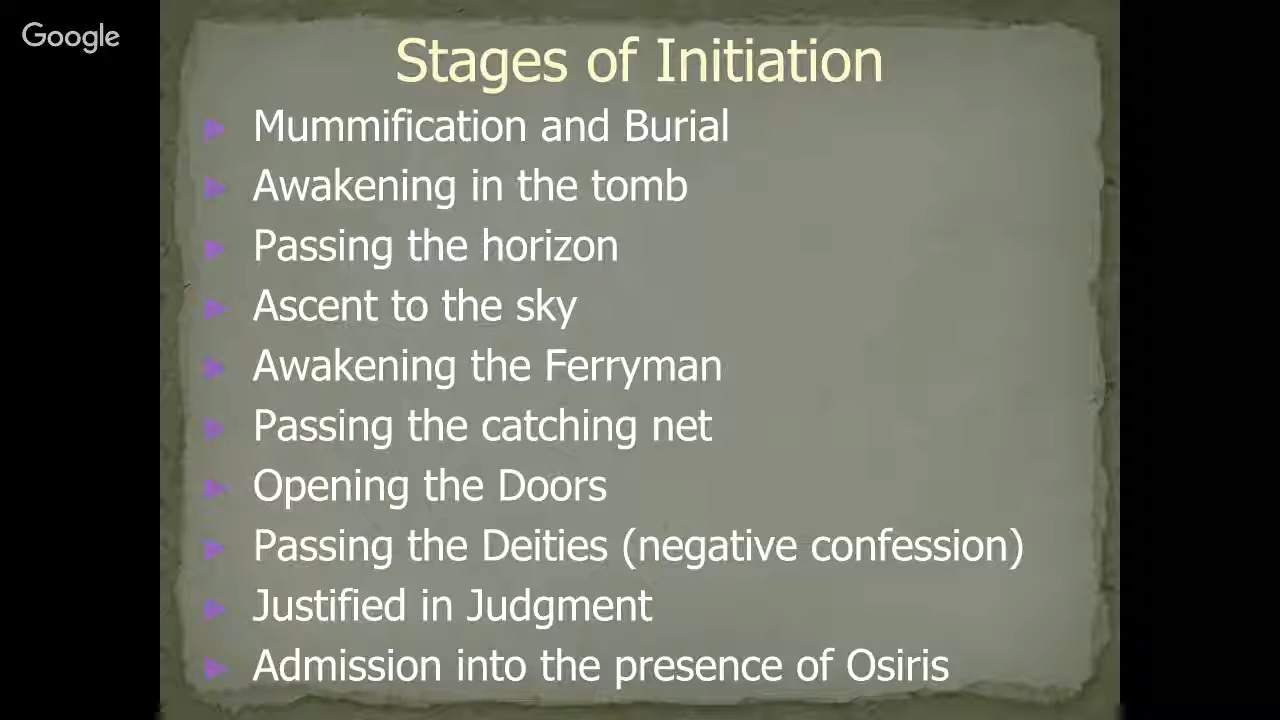 Google
Stages of Initiation
Mummification and Burial
Awakening in the tomb
Passing the horizon
Ascent to the sky
Awakening the Ferryman
Passing the catching net
Opening the Doors
Passing the Deities (negative confession)
Justified in Judgment
Admission into the presence of Osiris